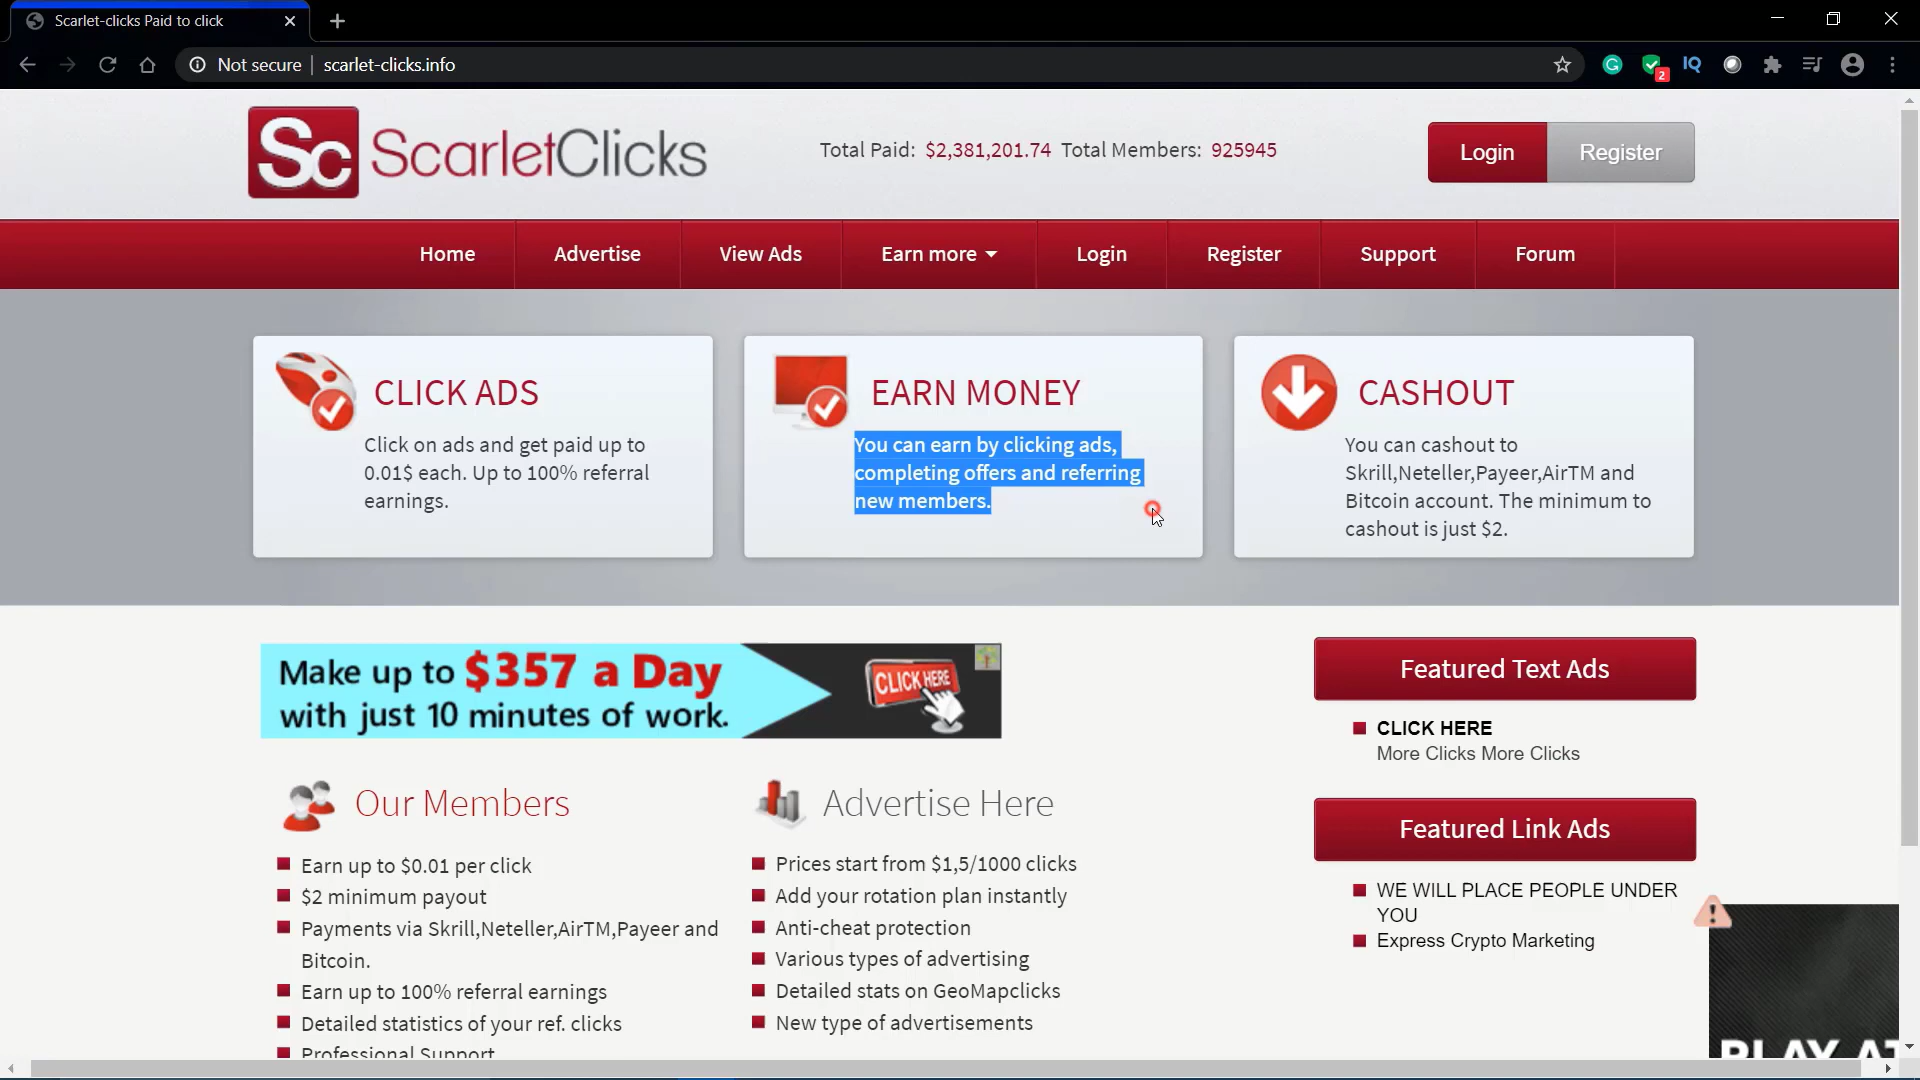 Scarlet-clicks Paid to click
Not secure
scarlet-clicks.info
2
IQ
Sc ScarletClicks
Total Paid: $2,381,201.74 Total Members: 925945
Login
Register
Home
Advertise
View Ads
Earn more
Login
Register
Support
Forum
CLICK ADS
Click on ads and get paid up to
0.01$ each. Up to 100% referral
earnings.
EARN MONEY
You can earn by clicking ads,
completing offers and referring
new members.
CASHOUT
You can cashout to
Skrill,Neteller,Payeer,AirTM and
Bitcoin account. The minimum to
cashout is just $2.
Make up to $357 a Day
with just 10 minutes of work.
CLICK HERE
Our Members
Earn up to $0.01 per click
$2 minimum payout
Payments via Skrill,Neteller,AirTM,Payeer and
Bitcoin.
Earn up to 100% referral earnings
Detailed statistics of your ref. clicks
Professional Support
Advertise Here
Prices start from $1,5/1000 clicks
Add your rotation plan instantly
Anti-cheat protection
Various types of advertising
Detailed stats on GeoMapclicks
New type of advertisements
Featured Text Ads
CLICK HERE
More Clicks More Clicks
Featured Link Ads
WE WILL PLACE PEOPLE UNDER
YOU
Express Crypto Marketing
PLAY AT